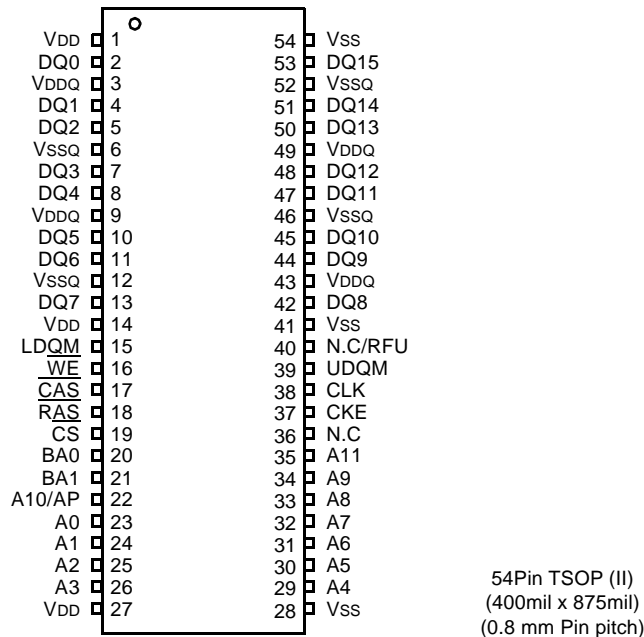 VDD 1 54 VSS
DQ0 2 53 DQ15
VDDQ 3 52 VSSQ
DQ1 4 51 DQ14
DQ2 5 50 DQ13
VSSQ 6 49 VDDQ
DQ3 7 48 DQ12
DQ4 8 47 DQ11
VDDQ 9 46 VSSQ
DQ5 10 45 DQ10
DQ6 11 44 DQ9
VSSQ 12 43 VDDQ
DQ7 13 42 DQ8
VDD 14 41 VSS
LDQM 15 40 N.C/RFU
WE 16 39 UDQM
CAS 17 38 CLK
RAS 18 37 CKE
CS 19 36 N.C
BA0 20 35 A11
BA1 21 34 A9
A10/AP 22 33 A8
A0 23 32 A7
A1 24 31 A6
A2 25 30 A5
A3 26 29 A4
VDD 27 28 VSS
54Pin TSOP (II)
(400mil x 875mil)
(0.8 mm Pin pitch)